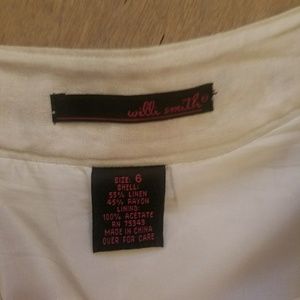 willi smith®
SIZE: 6
SHELL:
55% LINEN
45% RAYON
LINING:
100% ACETATE
RN 75343
MADE IN CHINA
OVER FOR CARE